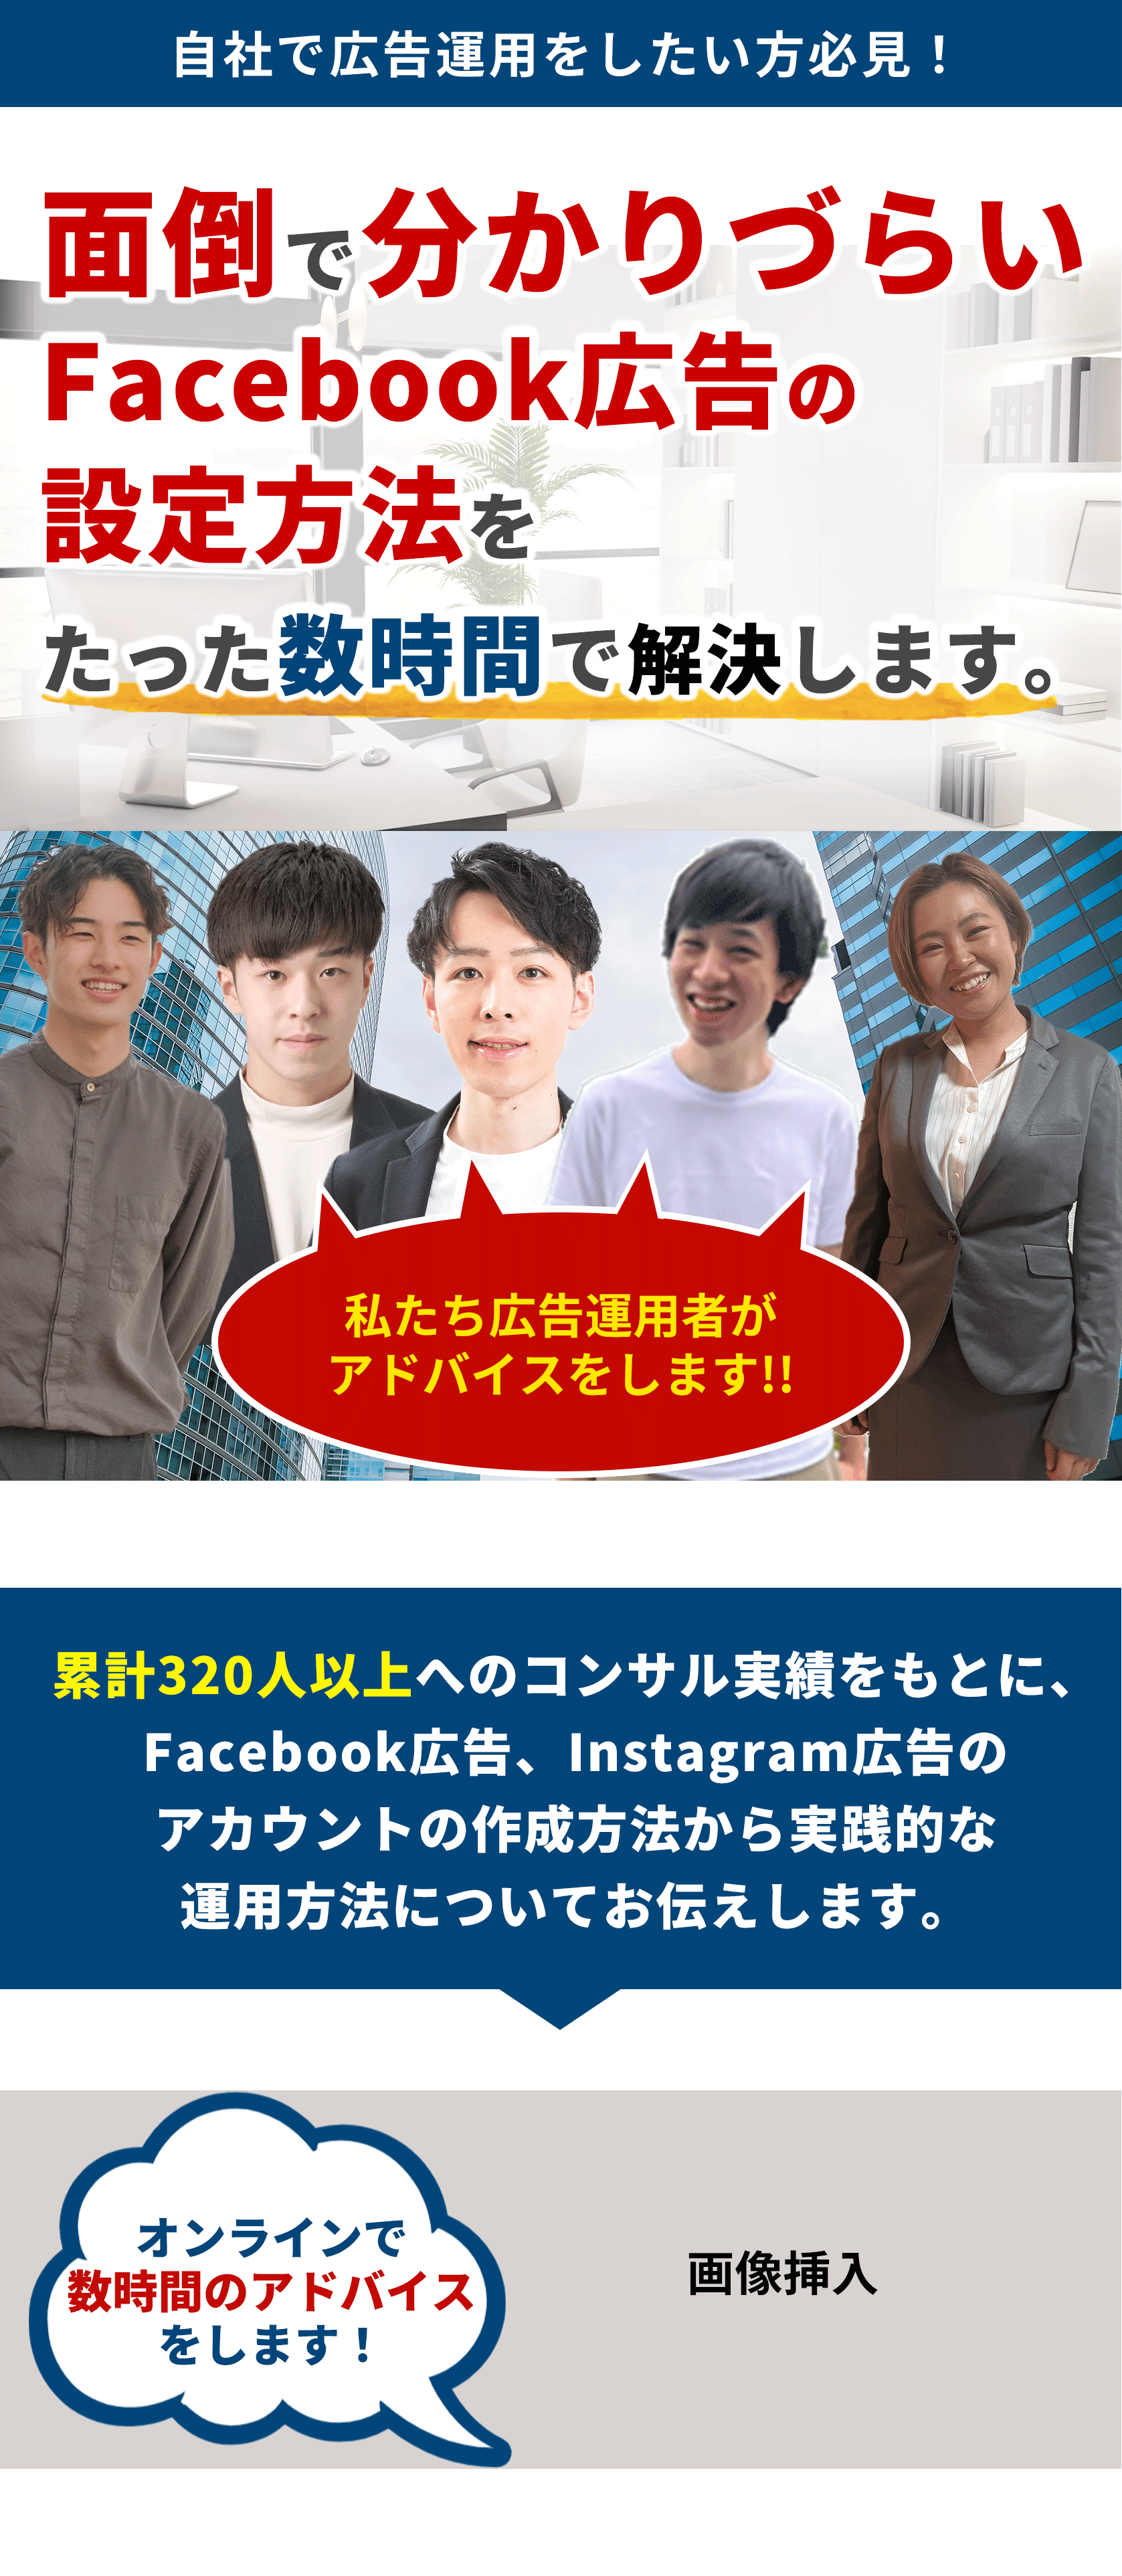 自社で広告運用をしたい方必見！
面倒で分かりづらい
Facebook広告の
設定方法を
たった数時間で解決します。
私たち広告運用者が
アドバイスをします!!
累計320人以上へのコンサル実績をもとに、
Facebook広告、Instagram広告の
アカウントの作成方法から実践的な
運用方法についてお伝えします。
オンラインで
数時間のアドバイス
をします！
画像挿入